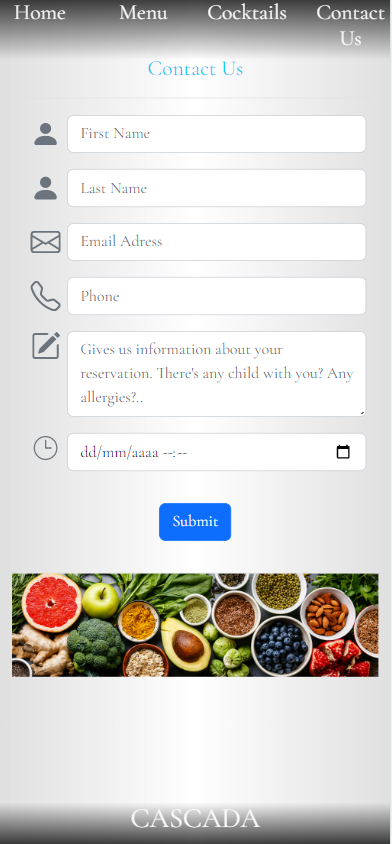 Home Menu Cocktails Contact
Us
Contact Us
First Name
Last Name
Email Adress
Phone
Gives us information about your
reservation. There's any child with you? Any
allergies?..
dd/mm/aaaa --:--
Submit
CASCADA